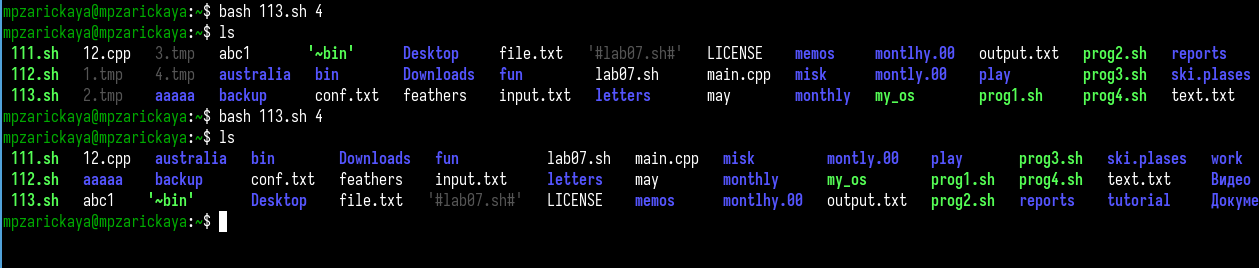 mpzarickaya@mpzarickaya:~$ bash 113.sh 4
mpzarickaya@mpzarickaya:~$ ls
111.sh 12.cpp 3.tmp abc1 '~bin' Desktop file.txt '#lab07.sh#' LICENSE memos montlhy.00 output.txt prog2.sh reports
112.sh 1.tmp 4.tmp australia bin Downloads fun lab07.sh main.cpp misk montly.00 play prog3.sh ski.plases
113.sh 2.tmp aaaaa backup conf.txt feathers input.txt letters may monthly my_os prog1.sh prog4.sh text.txt
mpzarickaya@mpzarickaya:~$ bash 113.sh 4
mpzarickaya@mpzarickaya:~$ ls
111.sh 12.cpp australia bin Downloads fun lab07.sh main.cpp misk montly.00 play prog3.sh ski.plases work
112.sh aaaaa backup conf.txt feathers input.txt letters may monthly my_os prog1.sh prog4.sh text.txt Видео
113.sh abc1 '~bin' Desktop file.txt '#lab07.sh#' LICENSE memos montlhy.00 output.txt prog2.sh reports tutorial Докуме
mpzarickaya@mpzarickaya:~$